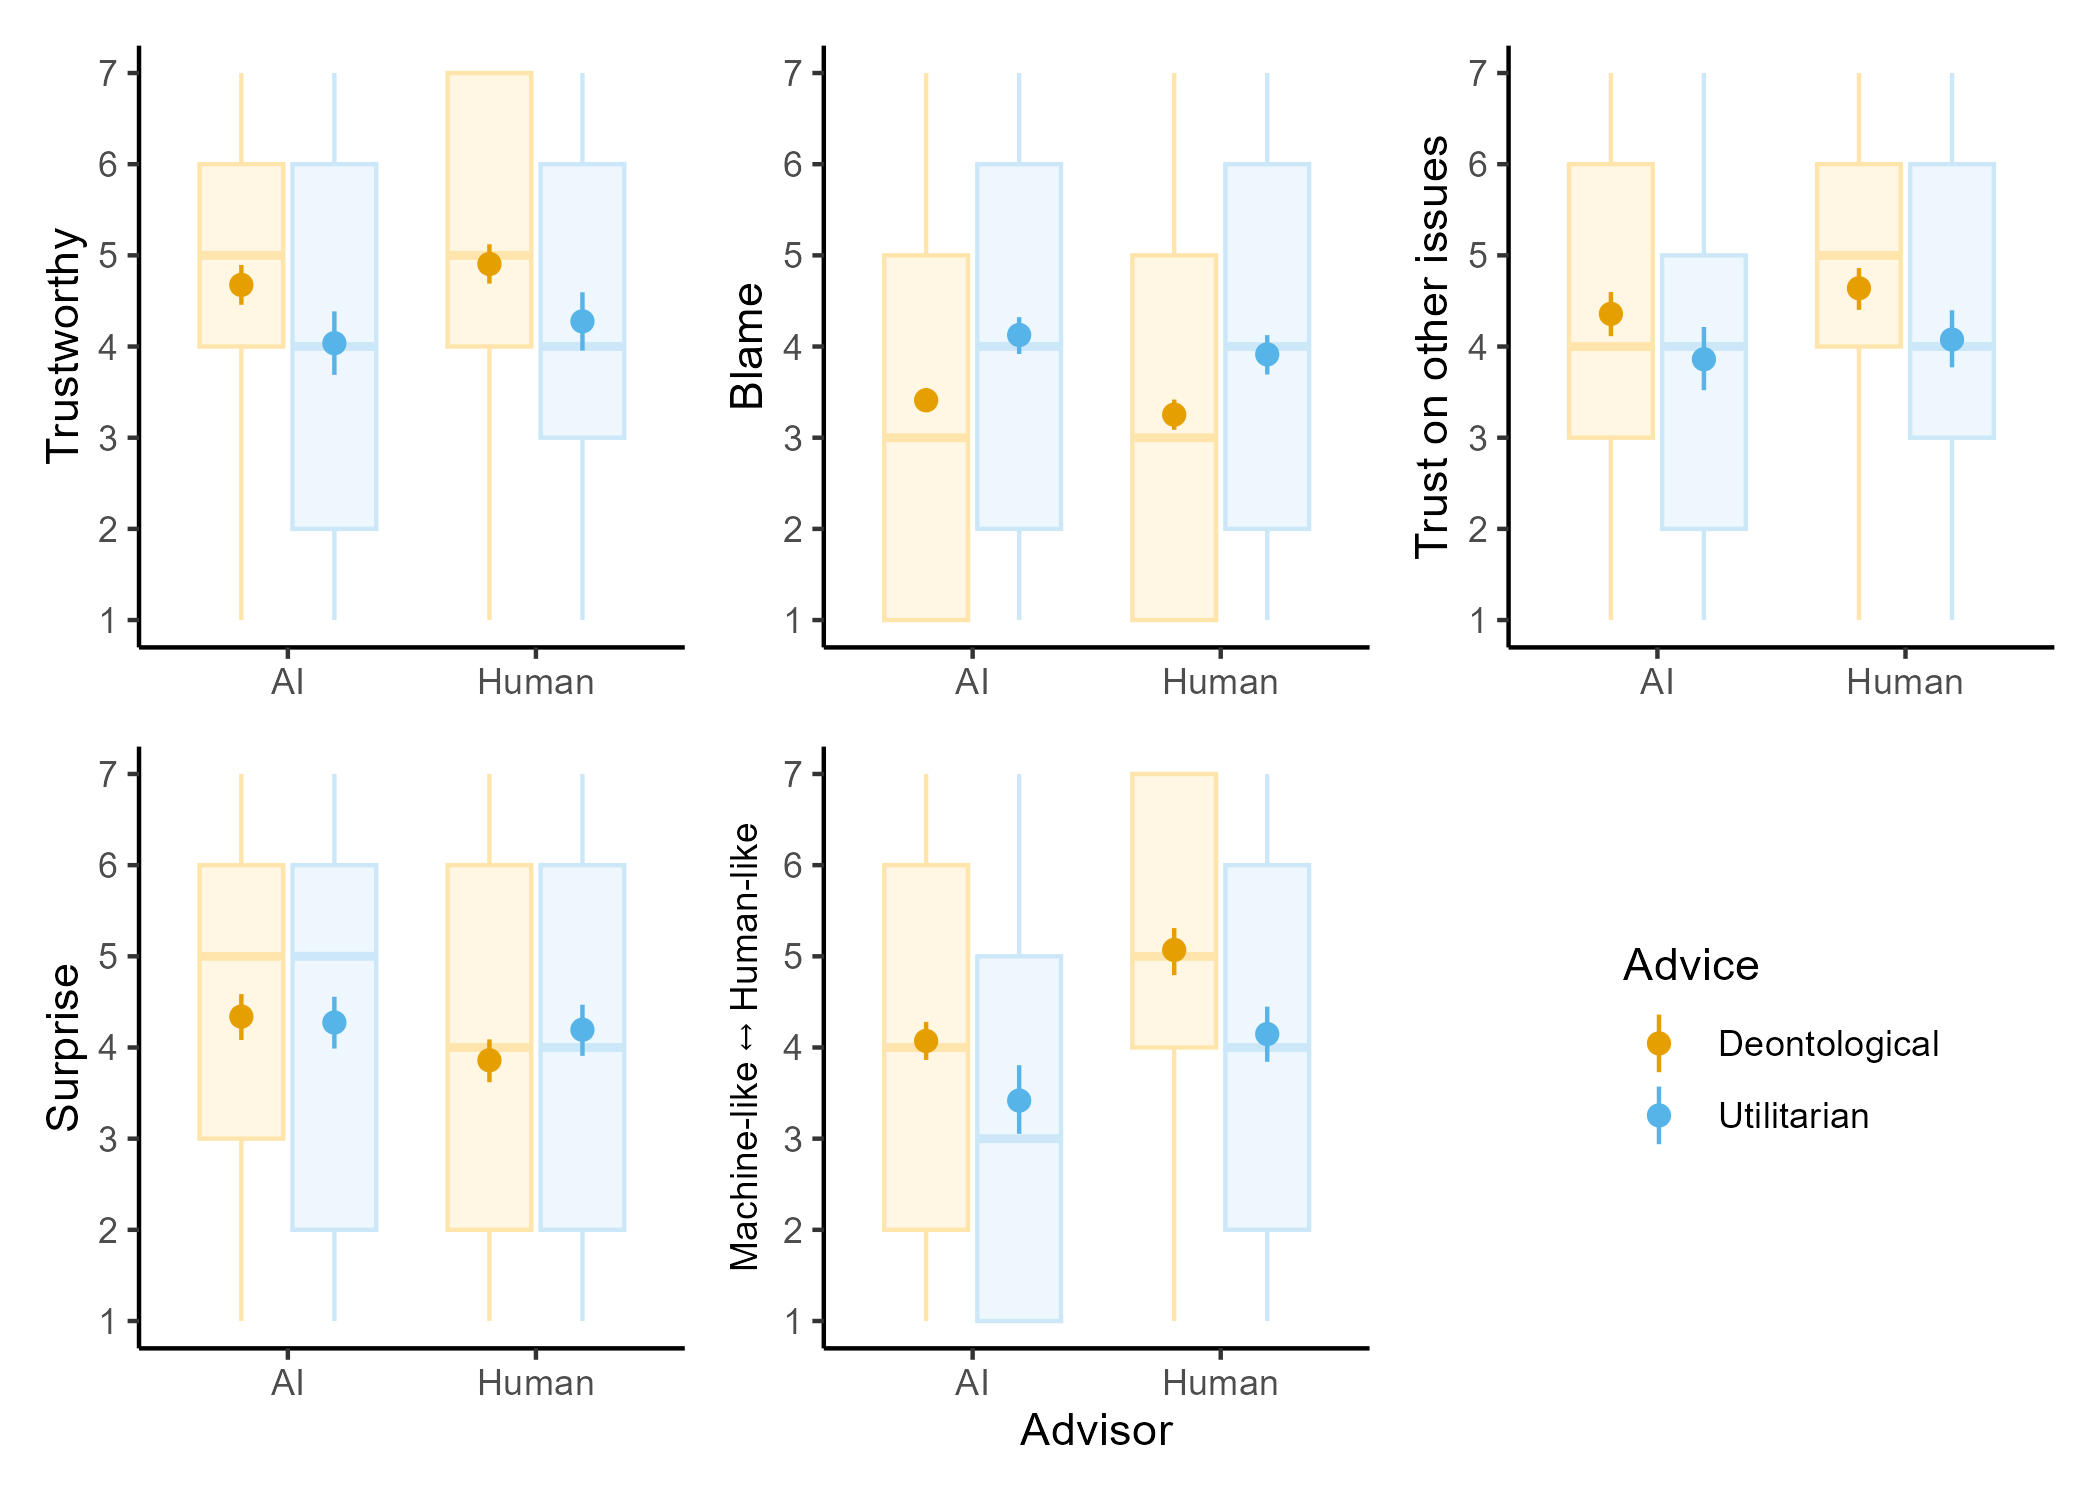 Trustworthy
7
6
5
4
3
2
1
AI Human
Blame
7
6
5
4
3
2
1
AI Human
Trust on other issues
7
6
5
4
3
2
1
AI Human
Surprise
7
6
5
4
3
2
1
AI Human
Machine-like ↔ Human-like
7
6
5
4
3
2
1
AI Human
Advisor
Advice
Deontological
Utilitarian